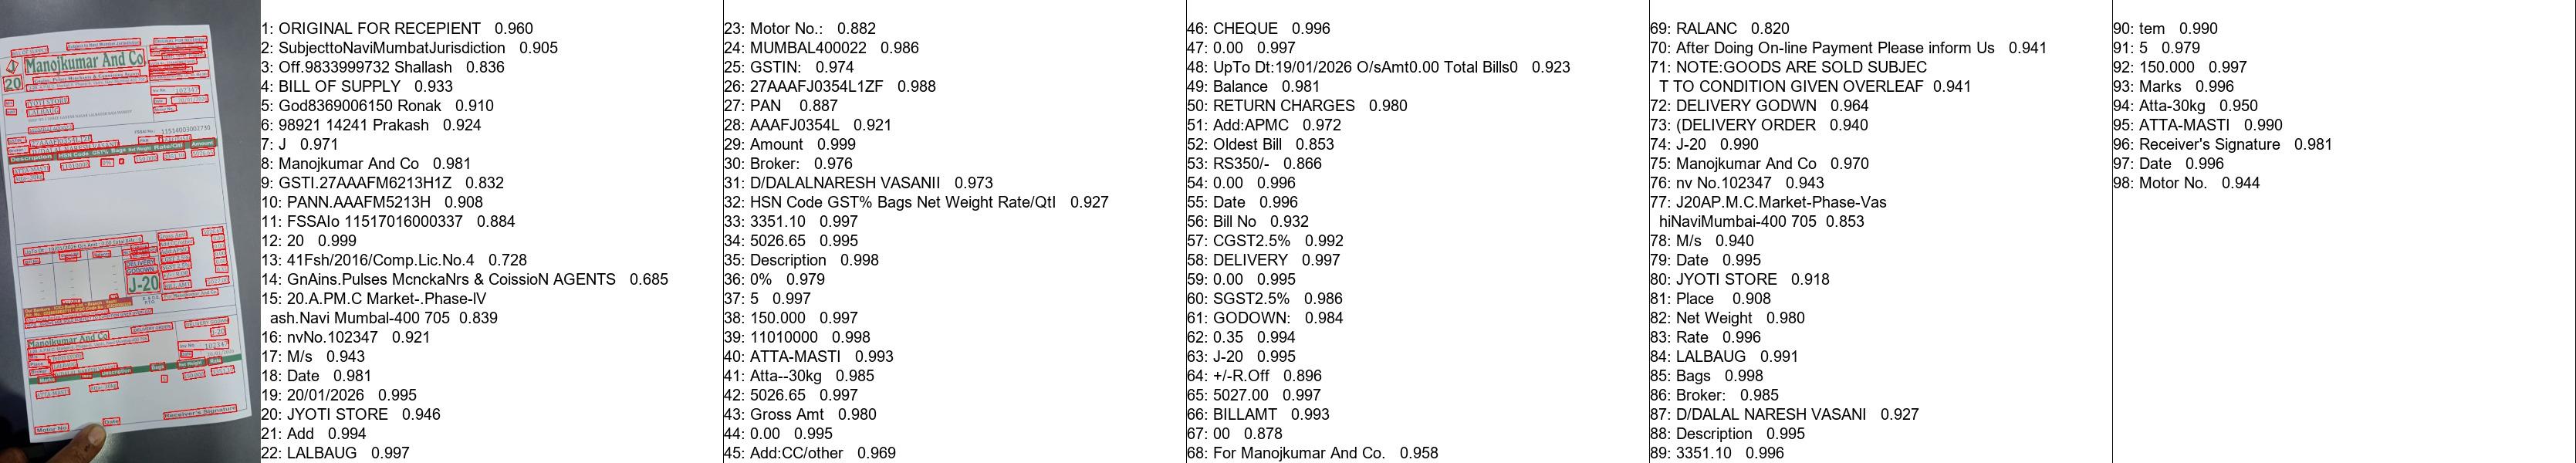 1: ORIGINAL FOR RECEPIENT 0.960
2: SubjecttoNaviMumbatJurisdiction 0.905
3: Off.9833999732 Shallash 0.836
4: BILL OF SUPPLY 0.933
5: God8369006150 Ronak 0.910
6: 98921 14241 Prakash 0.924
7: J 0.971
8: Manojkumar And Co 0.981
9: GSTI.27AAAFM6213H1Z 0.832
10: PANN.AAAFM5213H 0.908
11: FSSAIo 11517016000337 0.884
12: 20 0.999
13: 41Fsh/2016/Comp.Lic.No.4 0.728
14: GnAins.Pulses McnckaNrs & CoissioN AGENTS 0.685
15: 20.A.PM.C Market-.Phase-IV
ash.Navi Mumbal-400 705 0.839
16: nvNo.102347 0.921
17: M/s 0.943
18: Date 0.981
19: 20/01/2026 0.995
20: JYOTI STORE 0.946
21: Add 0.994
22: LALBAUG 0.997
23: Motor No.: 0.882
24: MUMBAL400022 0.986
25: GSTIN: 0.974
26: 27AAAFJ0354L1ZF 0.988
27: PAN 0.887
28: AAAFJ0354L 0.921
29: Amount 0.999
30: Broker: 0.976
31: D/DALALNARESH VASANII 0.973
32: HSN Code GST% Bags Net Weight Rate/QtI 0.927
33: 3351.10 0.997
34: 5026.65 0.995
35: Description 0.998
36: 0% 0.979
37: 5 0.997
38: 150.000 0.997
39: 11010000 0.998
40: ATTA-MASTI 0.993
41: Atta--30kg 0.985
42: 5026.65 0.997
43: Gross Amt 0.980
44: 0.00 0.995
45: Add:CC/other 0.969
46: CHEQUE 0.996
47: 0.00 0.997
48: UpTo Dt:19/01/2026 O/sAmt0.00 Total Bills0 0.923
49: Balance 0.981
50: RETURN CHARGES 0.980
51: Add:APMC 0.972
52: Oldest Bill 0.853
53: RS350/- 0.866
54: 0.00 0.996
55: Date 0.996
56: Bill No 0.932
57: CGST2.5% 0.992
58: DELIVERY 0.997
59: 0.00 0.995
60: SGST2.5% 0.986
61: GODOWN: 0.984
62: 0.35 0.994
63: J-20 0.995
64: +/-R.Off 0.896
65: 5027.00 0.997
66: BILLAMT 0.993
67: 00 0.878
68: For Manojkumar And Co. 0.958
69: RALANC 0.820
70: After Doing On-line Payment Please inform Us 0.941
71: NOTE:GOODS ARE SOLD SUBJEC
T TO CONDITION GIVEN OVERLEAF 0.941
72: DELIVERY GODWN 0.964
73: (DELIVERY ORDER 0.940
74: J-20 0.990
75: Manojkumar And Co 0.970
76: nv No.102347 0.943
77: J20AP.M.C.Market-Phase-Vas
hiNaviMumbai-400 705 0.853
78: M/s 0.940
79: Date 0.995
80: JYOTI STORE 0.918
81: Place 0.908
82: Net Weight 0.980
83: Rate 0.996
84: LALBAUG 0.991
85: Bags 0.998
86: Broker: 0.985
87: D/DALAL NARESH VASANI 0.927
88: Description 0.995
89: 3351.10 0.996
90: tem 0.990
91: 5 0.979
92: 150.000 0.997
93: Marks 0.996
94: Atta-30kg 0.950
95: ATTA-MASTI 0.990
96: Receiver's Signature 0.981
97: Date 0.996
98: Motor No. 0.944